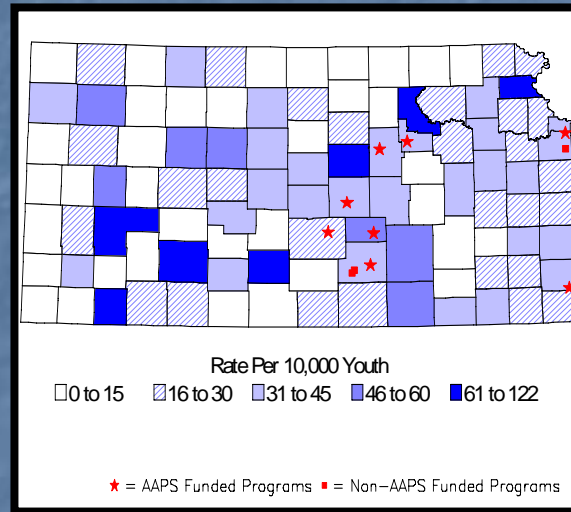 Rate Per 10,000 Youth
0 to 15 16 to 30 31 to 45 46 to 60 61 to 122
= AAPS Funded Programs = Non-AAPS Funded Programs